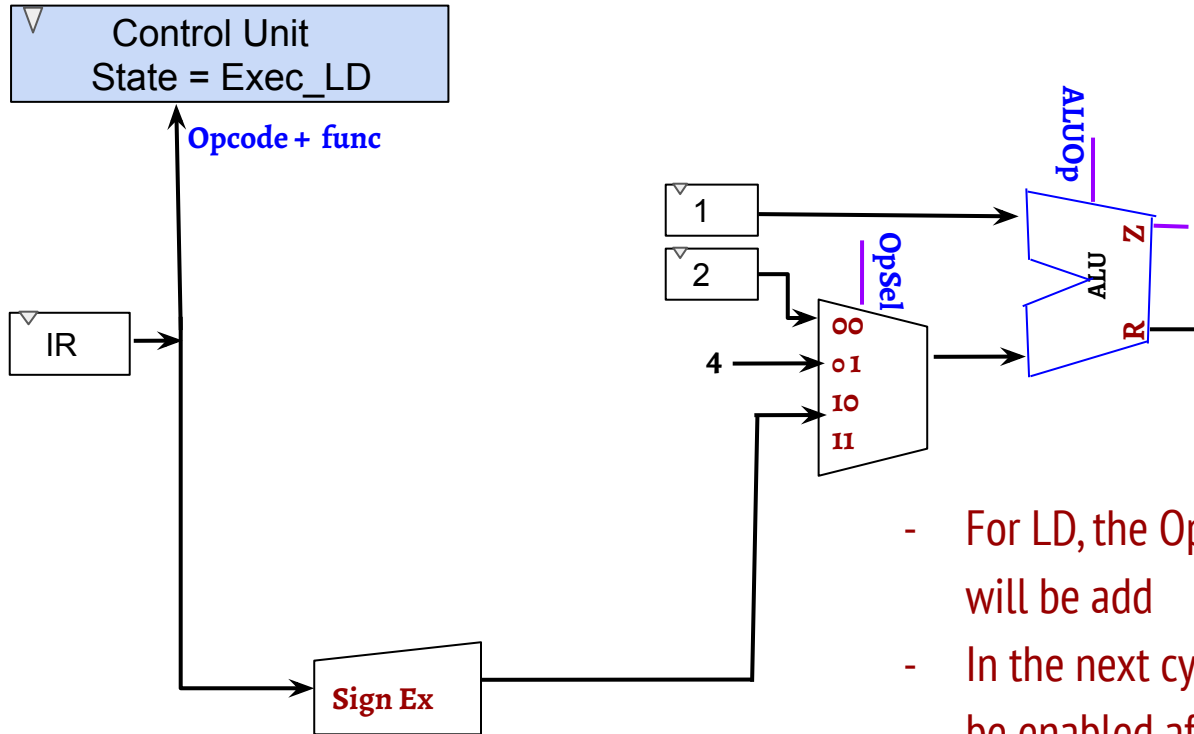 Control Unit
State = Exec_LD
Opcode + func
ALUOp
1
Z
2
OpSel
ALU
00
R
IR
4
01
10
11
- For LD, the Op
will be add
- In the next cy
Sign Ex